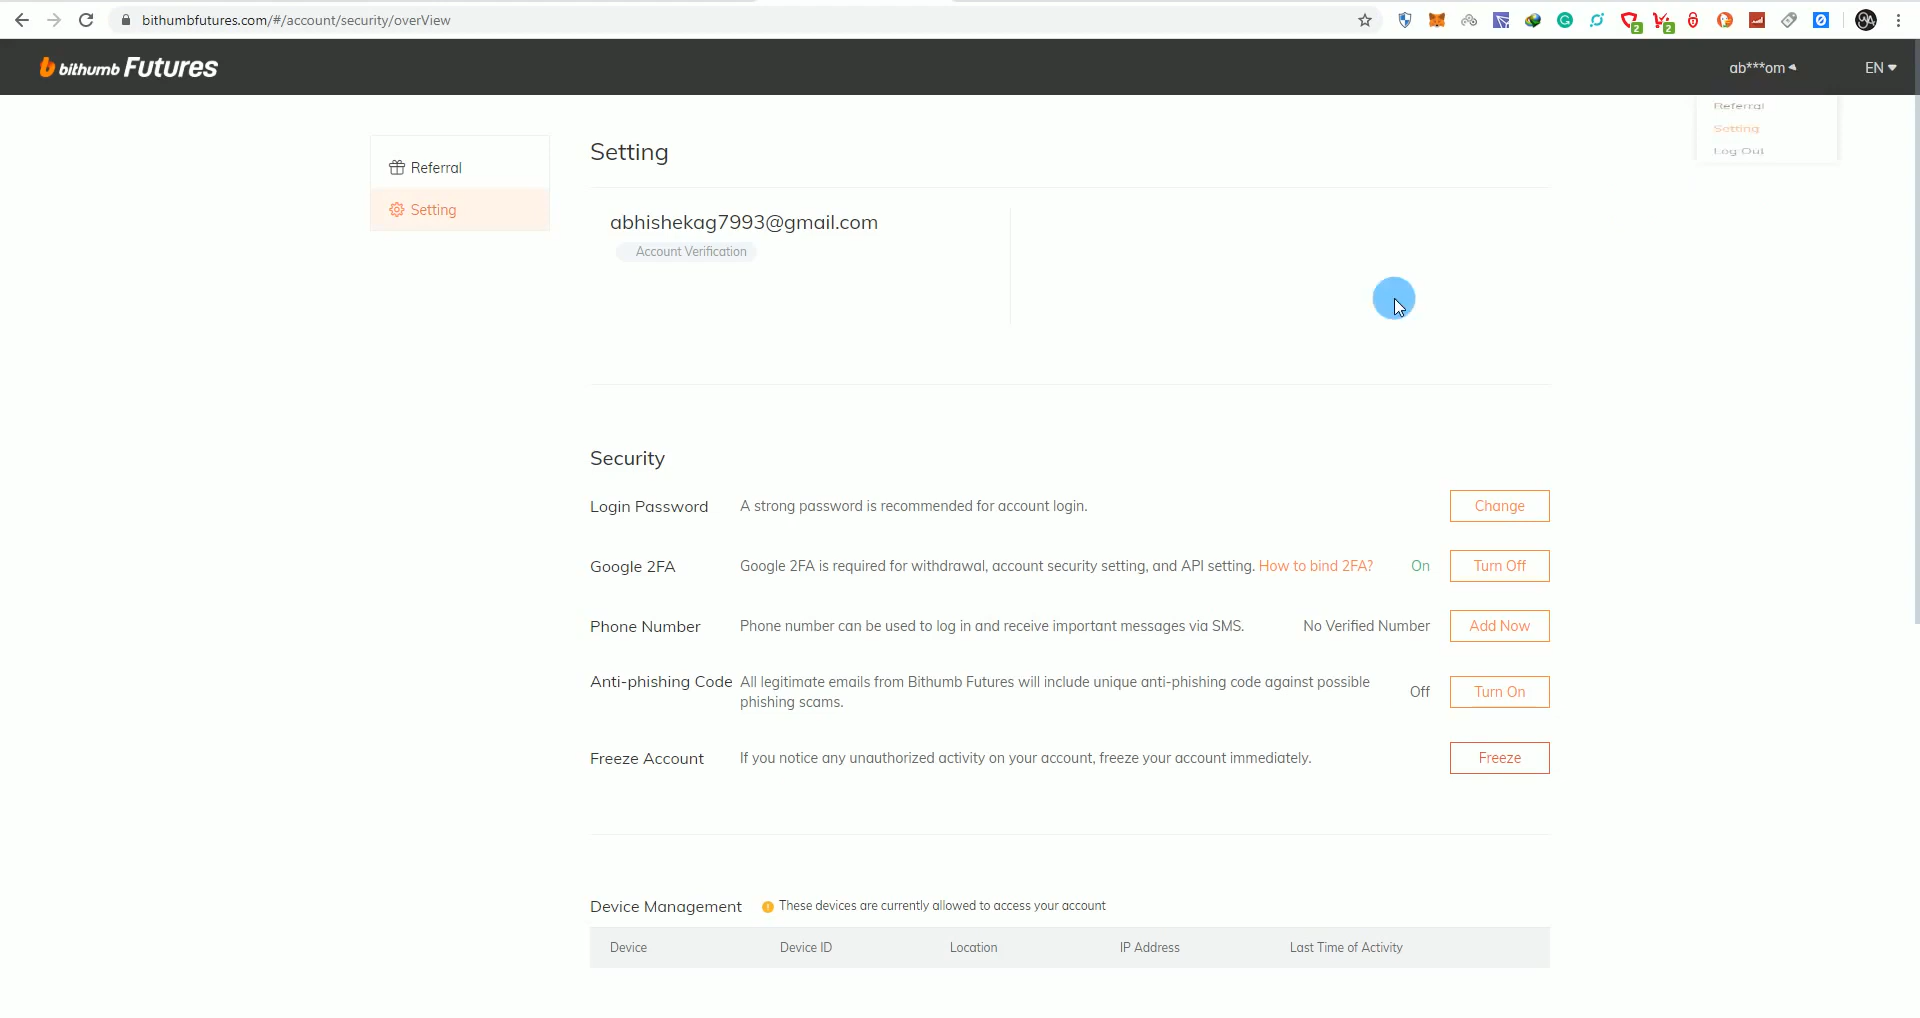 bithumbfutures.com/#/account/security/overView
2
2
bithumb Futures
ab***om
EN
Referral
Setting
Log Out
Referral
Setting
Setting
abhishekag7993@gmail.com
Account Verification
Security
Login Password
A strong password is recommended for account login.
Change
Google 2FA
Google 2FA is required for withdrawal, account security setting, and API setting. How to bind 2FA?
On
Turn Off
Phone Number
Phone number can be used to log in and receive important messages via SMS.
No Verified Number
Add Now
Anti-phishing Code
All legitimate emails from Bithumb Futures will include unique anti-phishing code against possible
phishing scams.
Off
Turn On
Freeze Account
If you notice any unauthorized activity on your account, freeze your account immediately.
Freeze
Device Management
These devices are currently allowed to access your account
Device
Device ID
Location
IP Address
Last Time of Activity